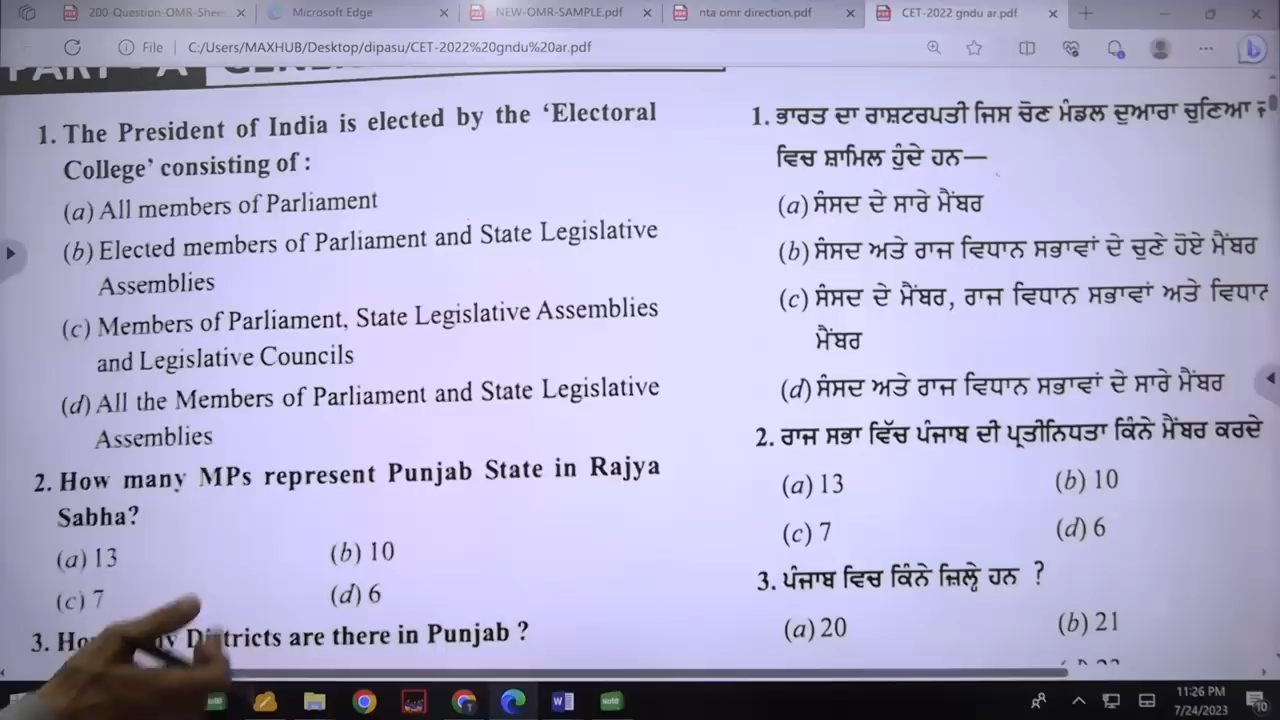 200-Question-OMR-Shee
Microsoft Edge
NEW-OMR-SAMPLE.pdf
nta omr direction.pdf
CET-2022 gndu ar.pdf
File
C:/Users/MAXHUB/Desktop/dipasu/CET-2022%20gndu%20ar.pdf
PART - A
1. The President of India is elected by the ‘Electoral
College’ consisting of :
(a) All members of Parliament
(b) Elected members of Parliament and State Legislative
Assemblies
(c) Members of Parliament, State Legislative Assemblies
and Legislative Councils
(d) All the Members of Parliament and State Legislative
Assemblies
2. How many MPs represent Punjab State in Rajya
Sabha?
(a) 13 (b) 10
(c) 7 (d) 6
3. Districts are there in Punjab ?
1. ਭਾਰਤ ਦਾ ਰਾਸ਼ਟਰਪਤੀ ਜਿਸ ਚੋਣ ਮੰਡਲ ਦੁਆਰਾ ਚੁਣਿਆ
ਵਿਚ ਸ਼ਾਮਿਲ ਹੁੰਦੇ ਹਨ—
(a) ਸੰਸਦ ਦੇ ਸਾਰੇ ਮੈਂਬਰ
(b) ਸੰਸਦ ਅਤੇ ਰਾਜ ਵਿਧਾਨ ਸਭਾਵਾਂ ਦੇ ਚੁਣੇ ਹੋਏ ਮੈਂਬਰ
(c) ਸੰਸਦ ਦੇ ਮੈਂਬਰ, ਰਾਜ ਵਿਧਾਨ ਸਭਾਵਾਂ ਅਤੇ
ਮੈਂਬਰ
(d) ਸੰਸਦ ਅਤੇ ਰਾਜ ਵਿਧਾਨ ਸਭਾਵਾਂ ਦੇ ਸਾਰੇ ਮੈਂਬਰ
2. ਰਾਜ ਸਭਾ ਵਿੱਚ ਪੰਜਾਬ ਦੀ ਪ੍ਰਤੀਨਿਧਤਾ ਕਿੰਨੇ ਮੈਂਬਰ ਕਰਦੇ
(a) 13 (b) 10
(c) 7 (d) 6
3. ਪੰਜਾਬ ਵਿਚ ਕਿੰਨੇ ਜ਼ਿਲ੍ਹੇ ਹਨ ?
(a) 20 (b) 21
11:26 PM
7/24/2023
10